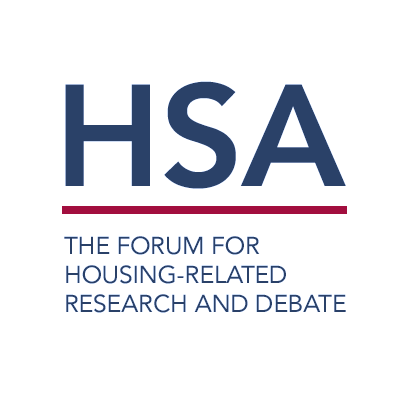 HSA
THE FORUM FOR
HOUSING-RELATED
RESEARCH AND DEBATE